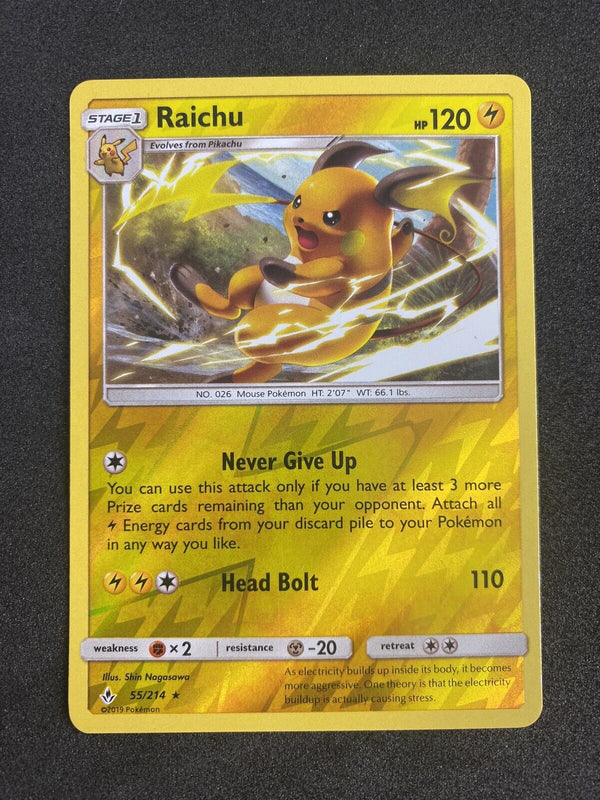 STAGE1 Raichu HP120
Evolves from Pikachu
NO. 026 Mouse Pokémon HT: 2'07" WT: 66.1 lbs.
Never Give Up
You can use this attack only if you have at least 3 more
Prize cards remaining than your opponent. Attach all
Energy cards from your discard pile to your Pokémon
in any way you like.
Head Bolt 110
weakness ×2 resistance -20 retreat
Illus. Shin Nagasawa
55/214 ★
©2019 Pokémon
As electricity builds up inside its body, it becomes
more aggressive. One theory is that the electricity
buildup is actually causing stress.